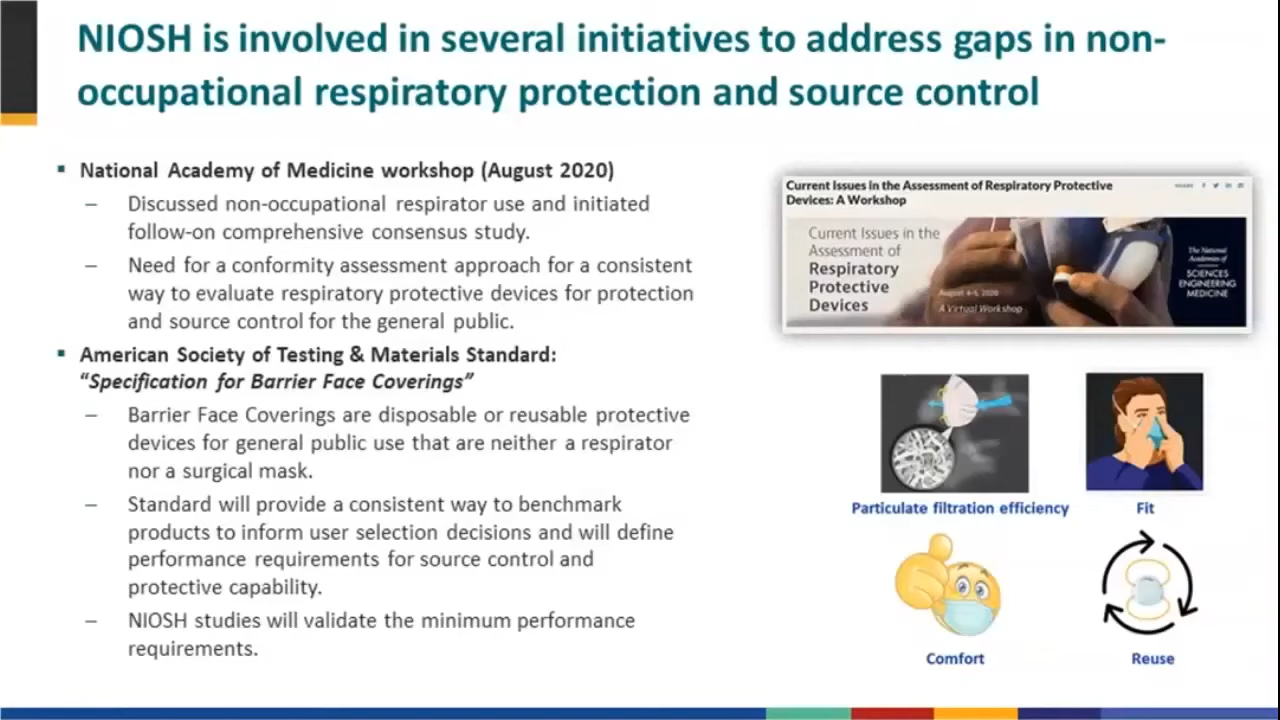 NIOSH is involved in several initiatives to address gaps in non-
occupational respiratory protection and source control
▪ National Academy of Medicine workshop (August 2020)
– Discussed non-occupational respirator use and initiated
follow-on comprehensive consensus study.
– Need for a conformity assessment approach for a consistent
way to evaluate respiratory protective devices for protection
and source control for the general public.
▪ American Society of Testing & Materials Standard:
“Specification for Barrier Face Coverings”
– Barrier Face Coverings are disposable or reusable protective
devices for general public use that are neither a respirator
nor a surgical mask.
– Standard will provide a consistent way to benchmark
products to inform user selection decisions and will define
performance requirements for source control and
protective capability.
– NIOSH studies will validate the minimum performance
requirements.
Current Issues in the Assessment of Respiratory Protective
Devices: A Workshop
SHARE
Current Issues in the
Assessment of
Respiratory
Protective
Devices
August 4-5, 2020
A Virtual Workshop
The National
Academies of
SCIENCES
ENGINEERING
MEDICINE
Particulate filtration efficiency
Fit
Comfort
Reuse